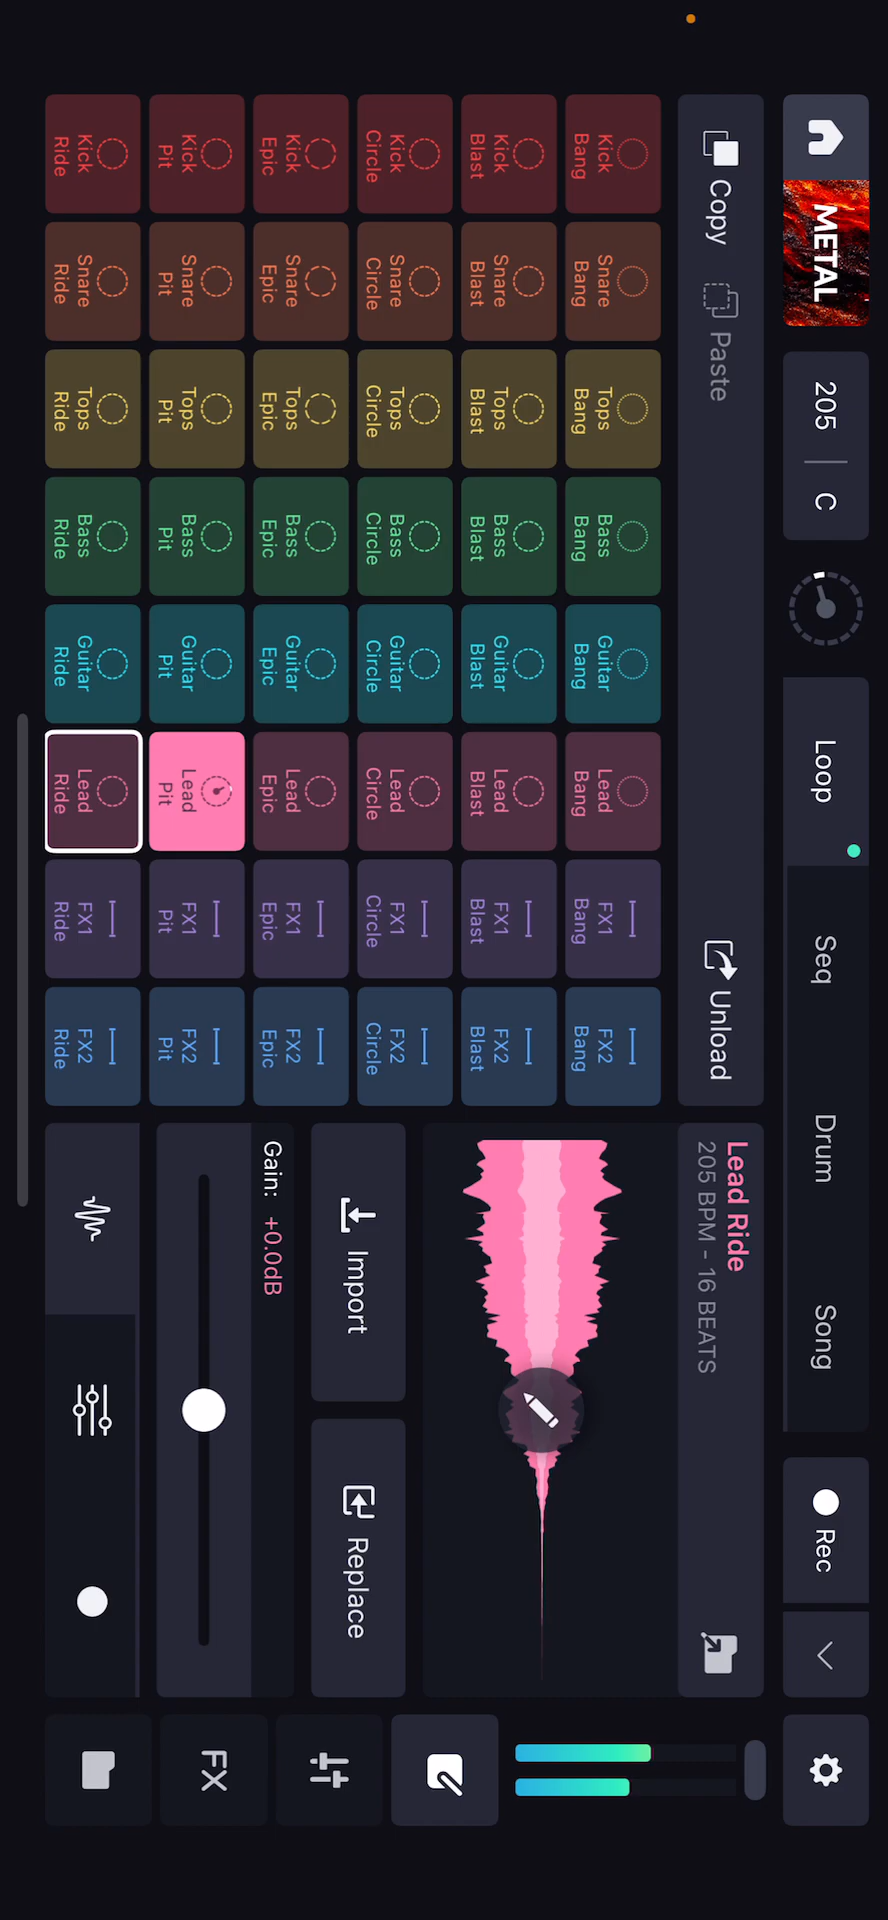 METAL
205 | C
Loop
Seq
Drum
Song
Rec
Copy
Paste
Unload
Kick
Bang
Snare
Bang
Tops
Bang
Bass
Bang
Guitar
Bang
Lead
Bang
FX1
Bang
FX2
Bang
Kick
Blast
Snare
Blast
Tops
Blast
Bass
Blast
Guitar
Blast
Lead
Blast
FX1
Blast
FX2
Blast
Kick
Circle
Snare
Circle
Tops
Circle
Bass
Circle
Guitar
Circle
Lead
Circle
FX1
Circle
FX2
Circle
Kick
Epic
Snare
Epic
Tops
Epic
Bass
Epic
Guitar
Epic
Lead
Epic
FX1
Epic
FX2
Epic
Kick
Pit
Snare
Pit
Tops
Pit
Bass
Pit
Guitar
Pit
Lead
Pit
FX1
Pit
FX2
Pit
Kick
Ride
Snare
Ride
Tops
Ride
Bass
Ride
Guitar
Ride
Lead
Ride
FX1
Ride
FX2
Ride
Lead Ride
205 BPM - 16 BEATS
Import
Replace
Gain: +0.0dB
FX